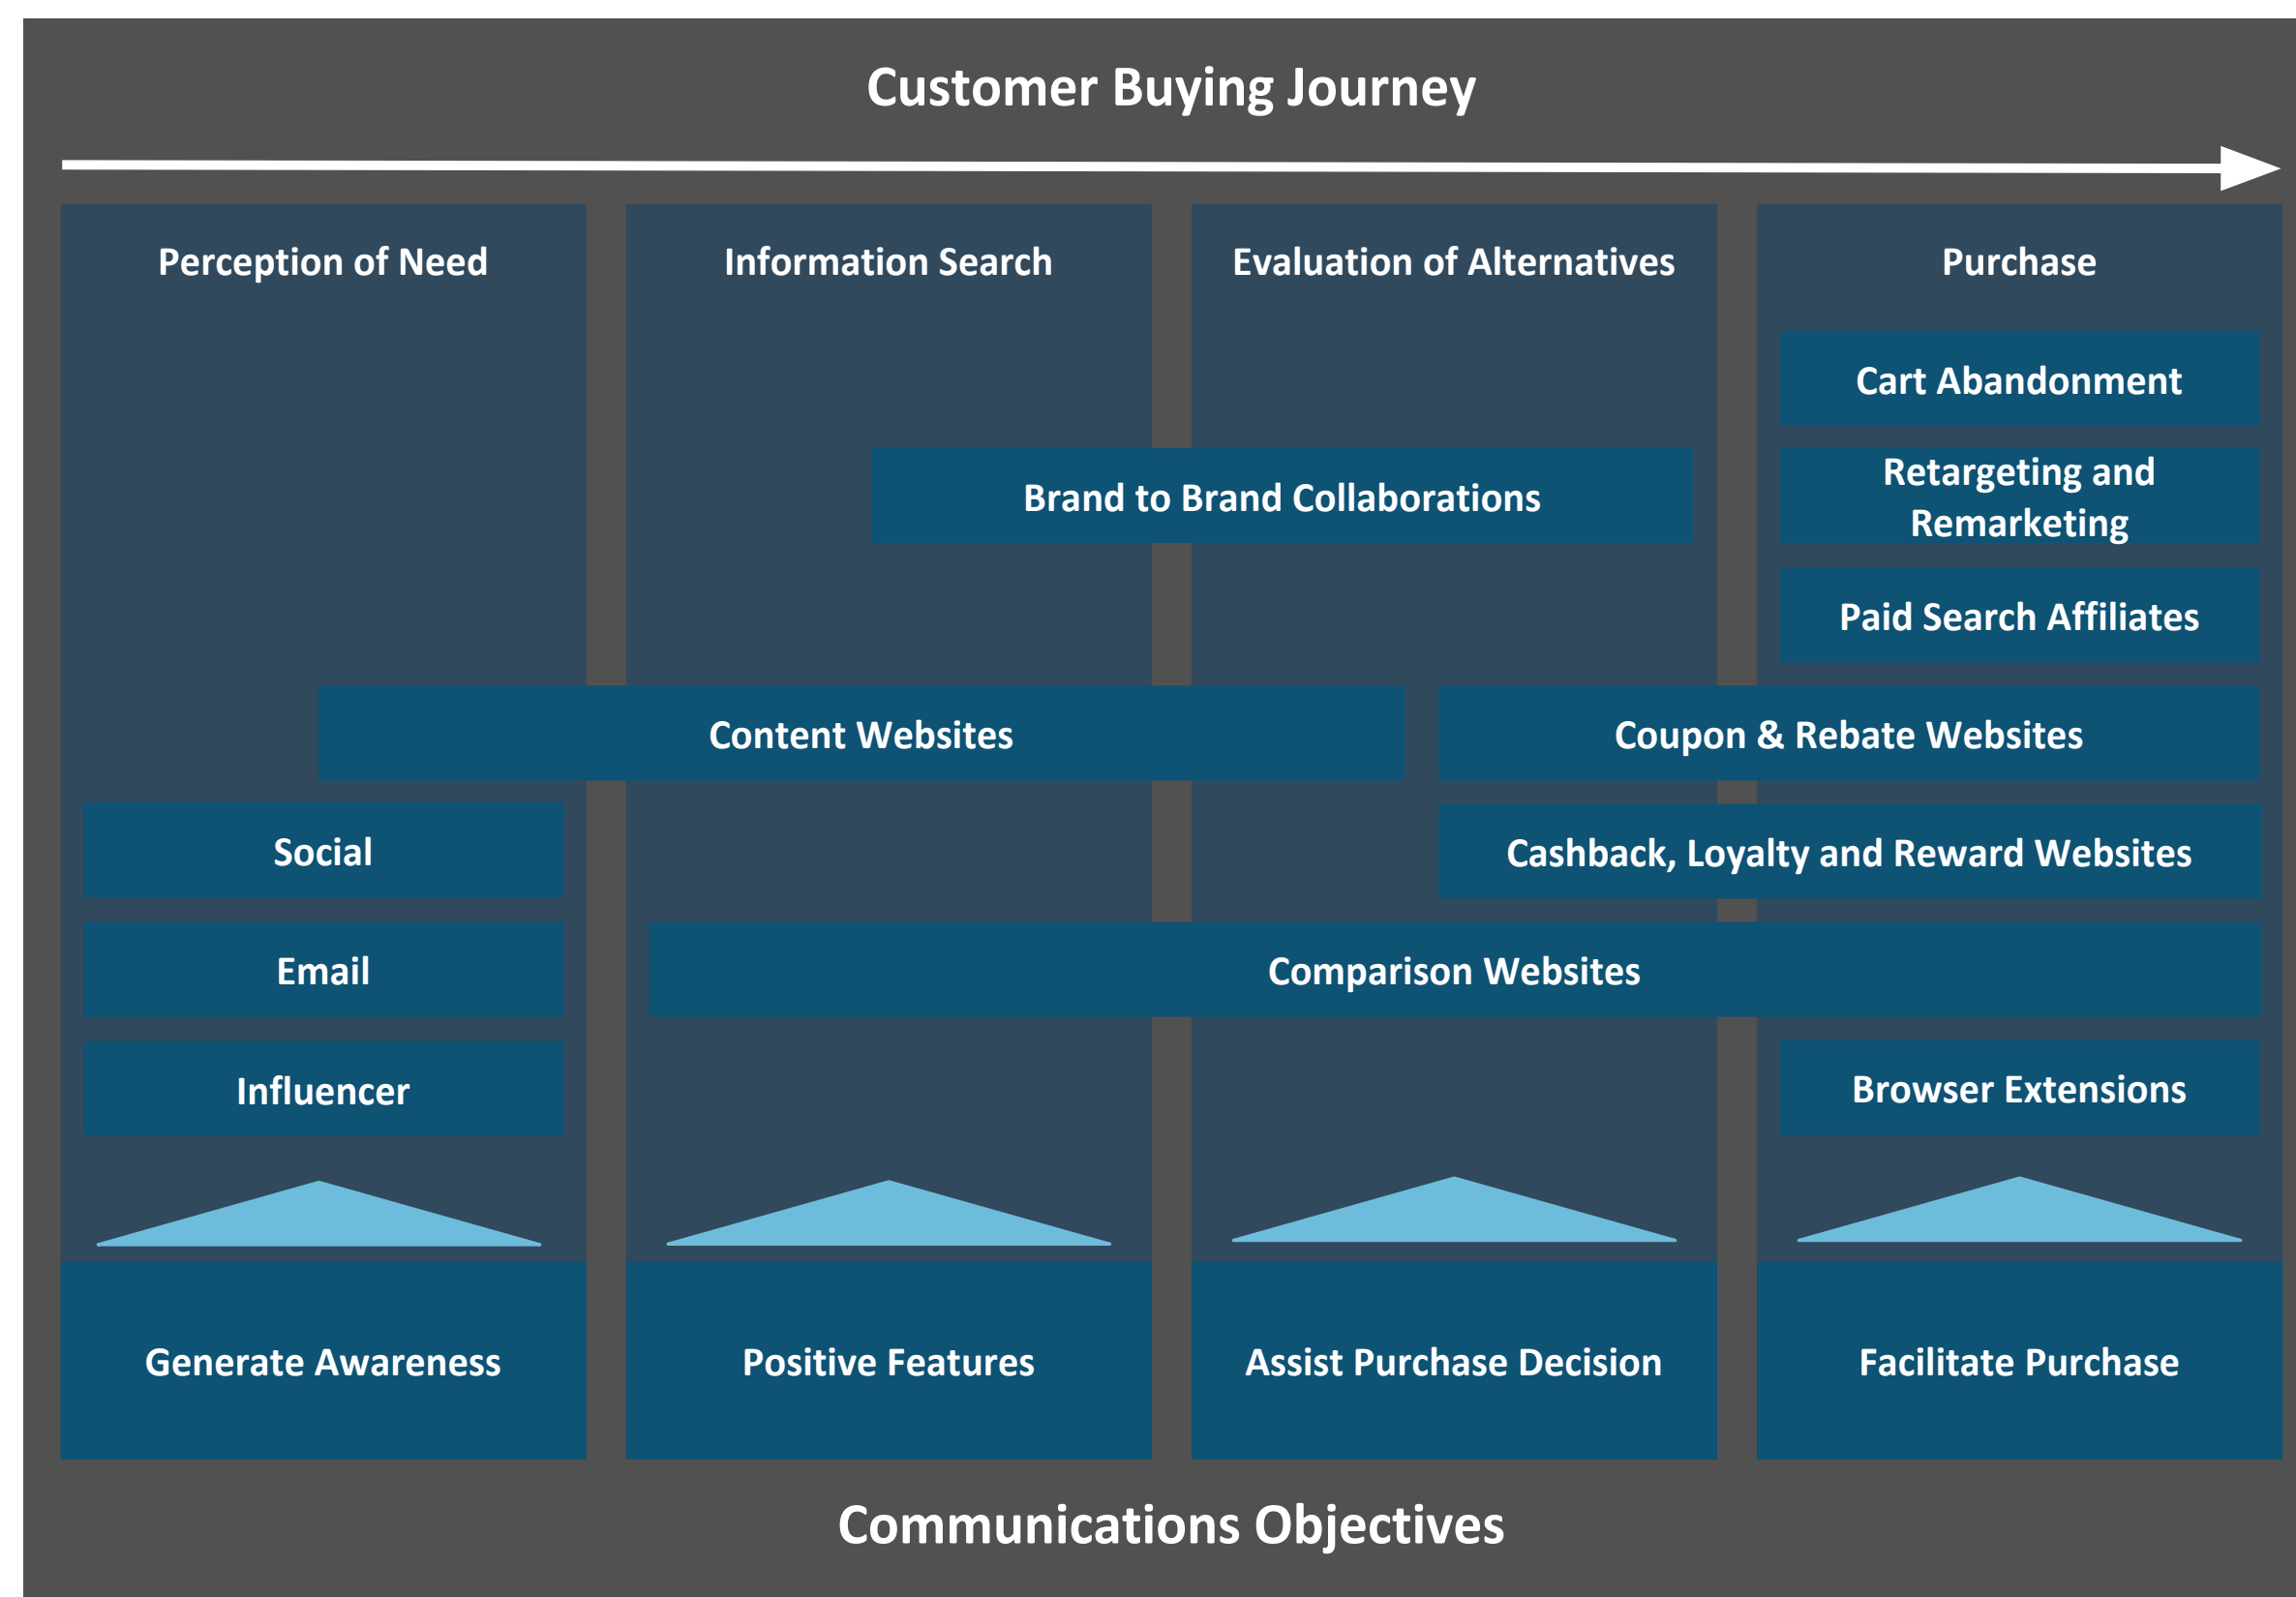 Customer Buying Journey
Perception of Need
Information Search
Evaluation of Alternatives
Purchase
Cart Abandonment
Brand to Brand Collaborations
Retargeting and
Remarketing
Paid Search Affiliates
Content Websites
Coupon & Rebate Websites
Social
Cashback, Loyalty and Reward Websites
Email
Comparison Websites
Influencer
Browser Extensions
Generate Awareness
Positive Features
Assist Purchase Decision
Facilitate Purchase
Communications Objectives